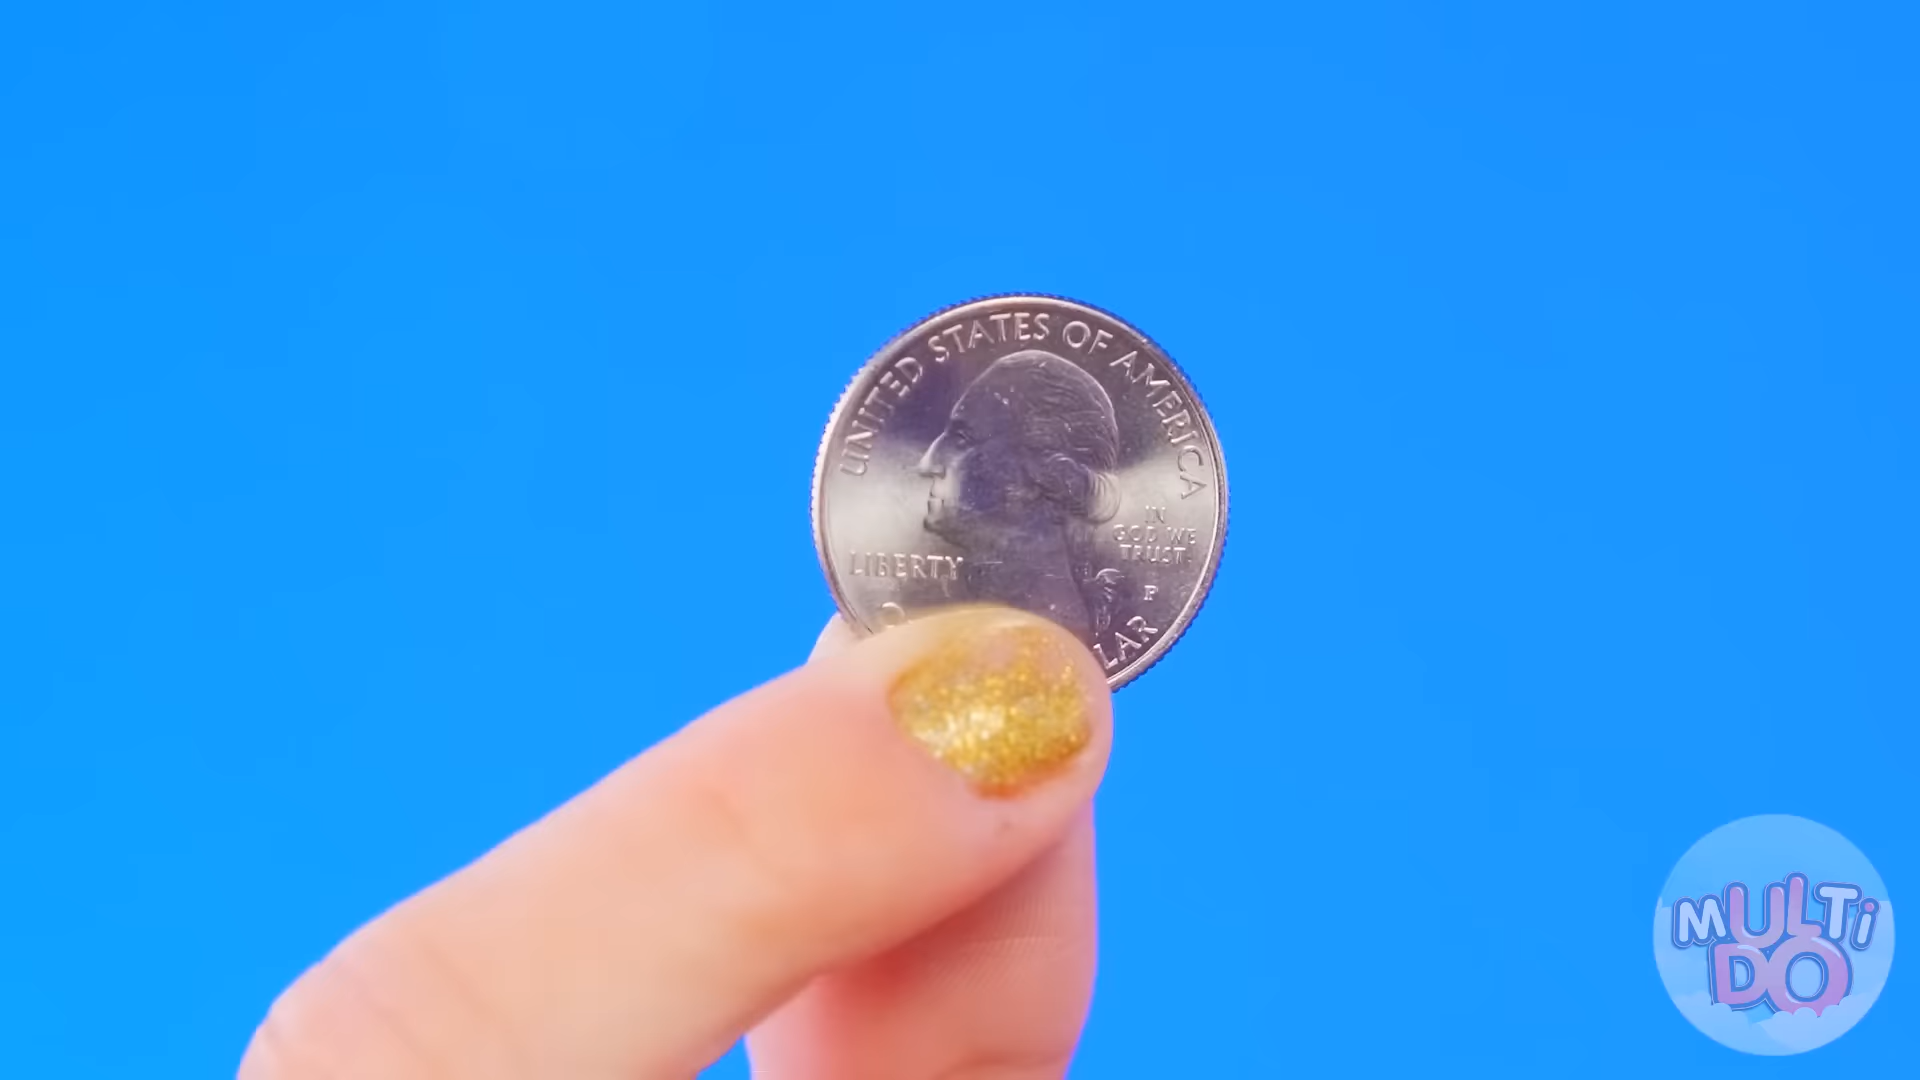 UNITED STATES OF AMERICA
IN
GOD WE
TRUST
LIBERTY
P
Q
LAR
MULTi
DO